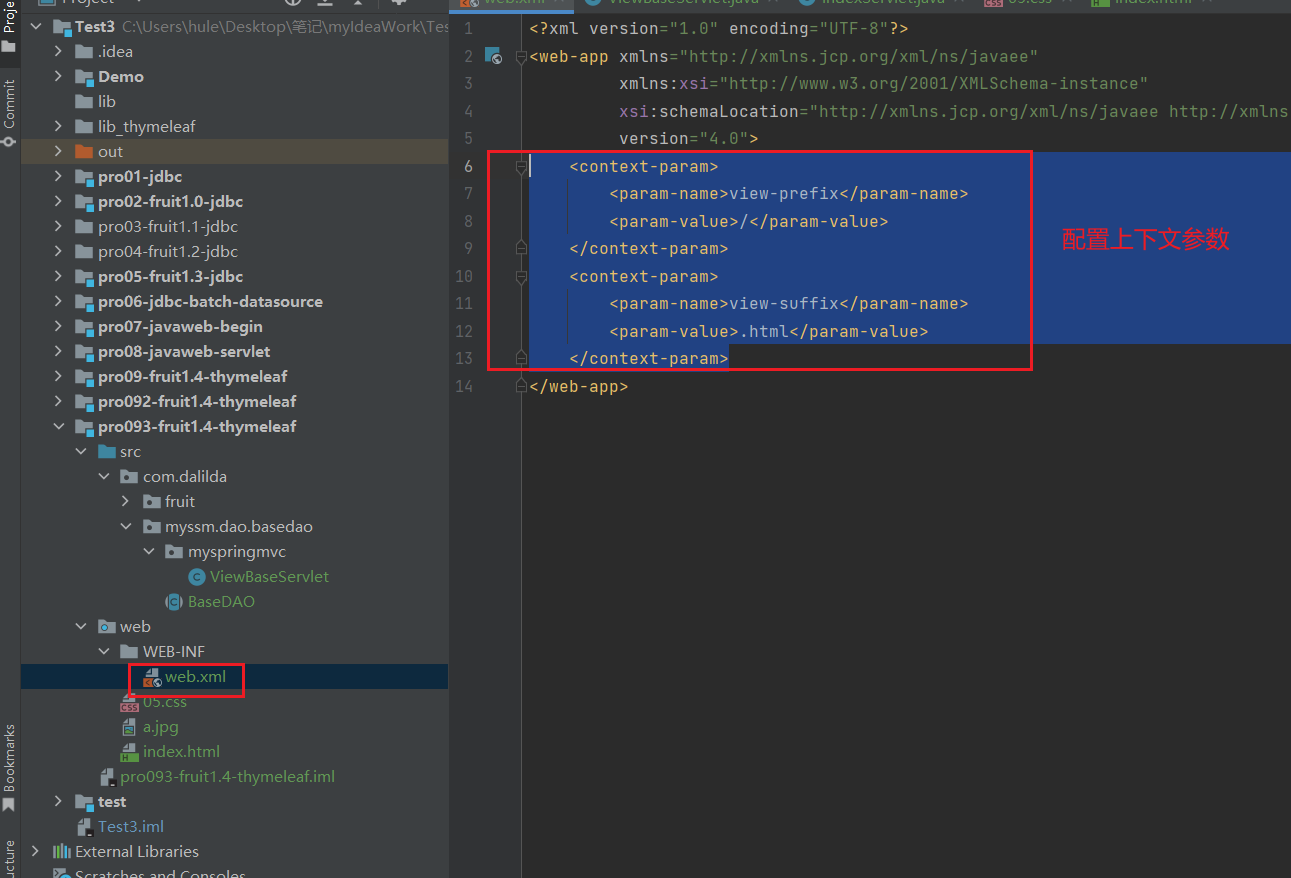 Project
Test3 C:\Users\hule\Desktop\笔记\myIdeaWork\Tes
.idea
Demo
lib
lib_thymeleaf
out
pro01-jdbc
pro02-fruit1.0-jdbc
pro03-fruit1.1-jdbc
pro04-fruit1.2-jdbc
pro05-fruit1.3-jdbc
pro06-jdbc-batch-datasource
pro07-javaweb-begin
pro08-javaweb-servlet
pro09-fruit1.4-thymeleaf
pro092-fruit1.4-thymeleaf
pro093-fruit1.4-thymeleaf
src
com.dalilda
fruit
myssm.dao.basedao
myspringmvc
ViewBaseServlet
BaseDAO
web
WEB-INF
web.xml
05.css
a.jpg
index.html
pro093-fruit1.4-thymeleaf.iml
test
Test3.iml
External Libraries
Scratches and Consoles
Proje
Commit
Bookmarks
ucture
web.xml
ViewBaseServlet.java
IndexServlet.java
05.css
index.html
1 <?xml version="1.0" encoding="UTF-8"?>
2 <web-app xmlns="http://xmlns.jcp.org/xml/ns/javaee"
3 xmlns:xsi="http://www.w3.org/2001/XMLSchema-instance"
4 xsi:schemaLocation="http://xmlns.jcp.org/xml/ns/javaee http://xmlns
5 version="4.0">
6 <context-param>
7 <param-name>view-prefix</param-name>
8 <param-value>/</param-value>
9 </context-param>
10 <context-param>
11 <param-name>view-suffix</param-name>
12 <param-value>.html</param-value>
13 </context-param>
14 </web-app>
配置上下文参数